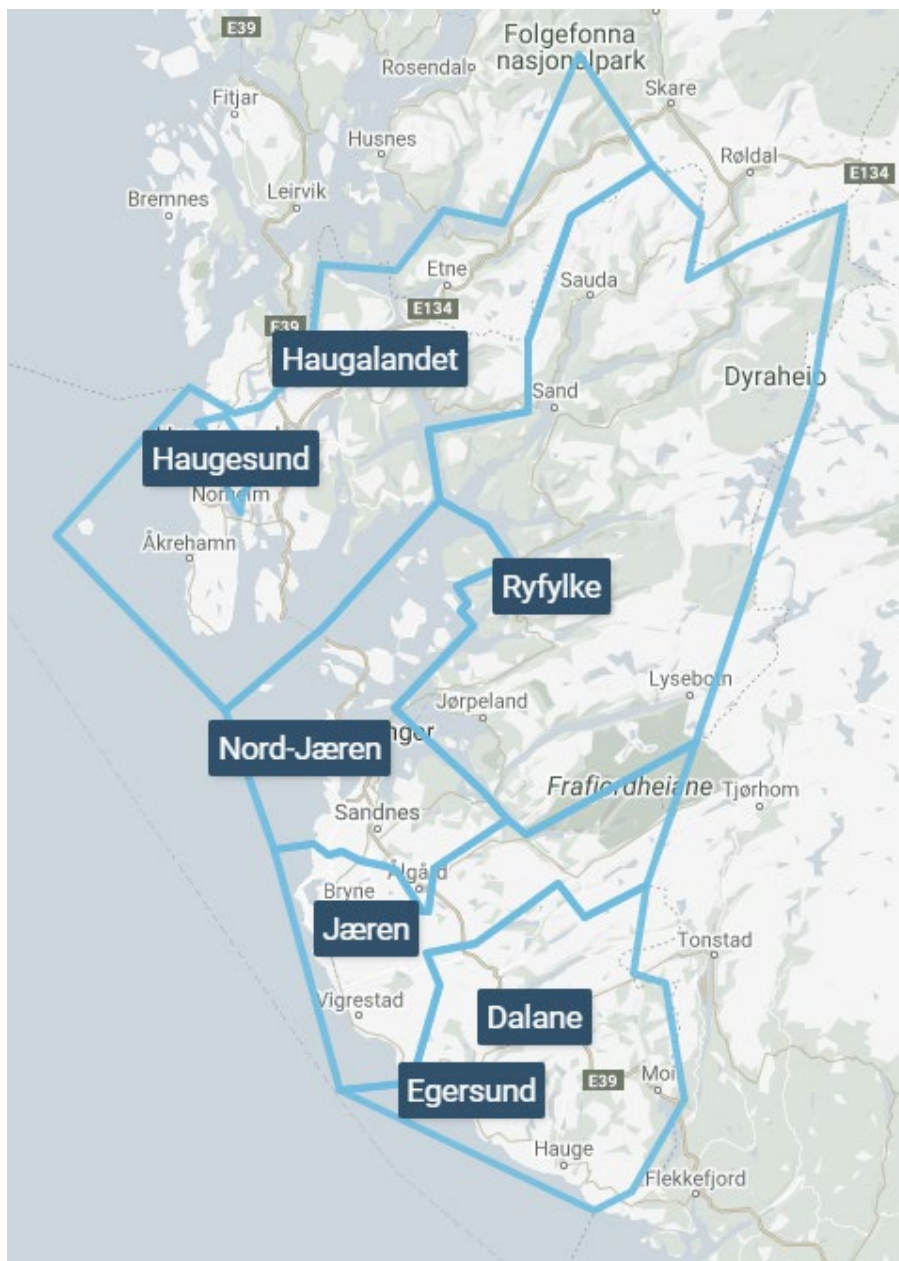 E39
Folgefonna
nasjonalpark
Rosendal
Skare
Fitjar
Husnes
Røldal
E134
Leirvik
Bremnes
Etne
Sauda
E134
E39
Haugalandet
Dyraheio
Sand
Haugesund
Norheim
Åkrehamn
Ryfylke
Lysebotn
Jørpeland
Nord-Jæren
Frafjordheiane
Tjørhom
Sandnes
Ålgård
Bryne
Jæren
Tonstad
Vigrestad
Dalane
E39
Moi
Egersund
Hauge
Flekkefjord